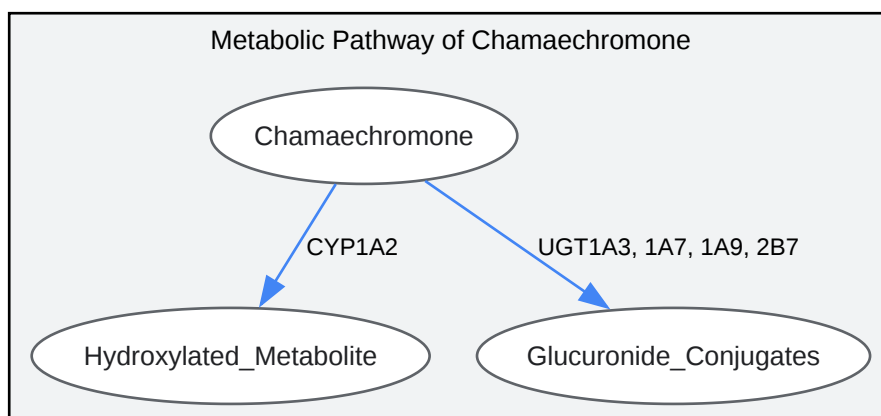 Metabolic Pathway of Chamaechromone
Chamaechromone
CYP1A2
UGT1A3, 1A7, 1A9, 2B7
Hydroxylated_Metabolite
Glucuronide_Conjugates